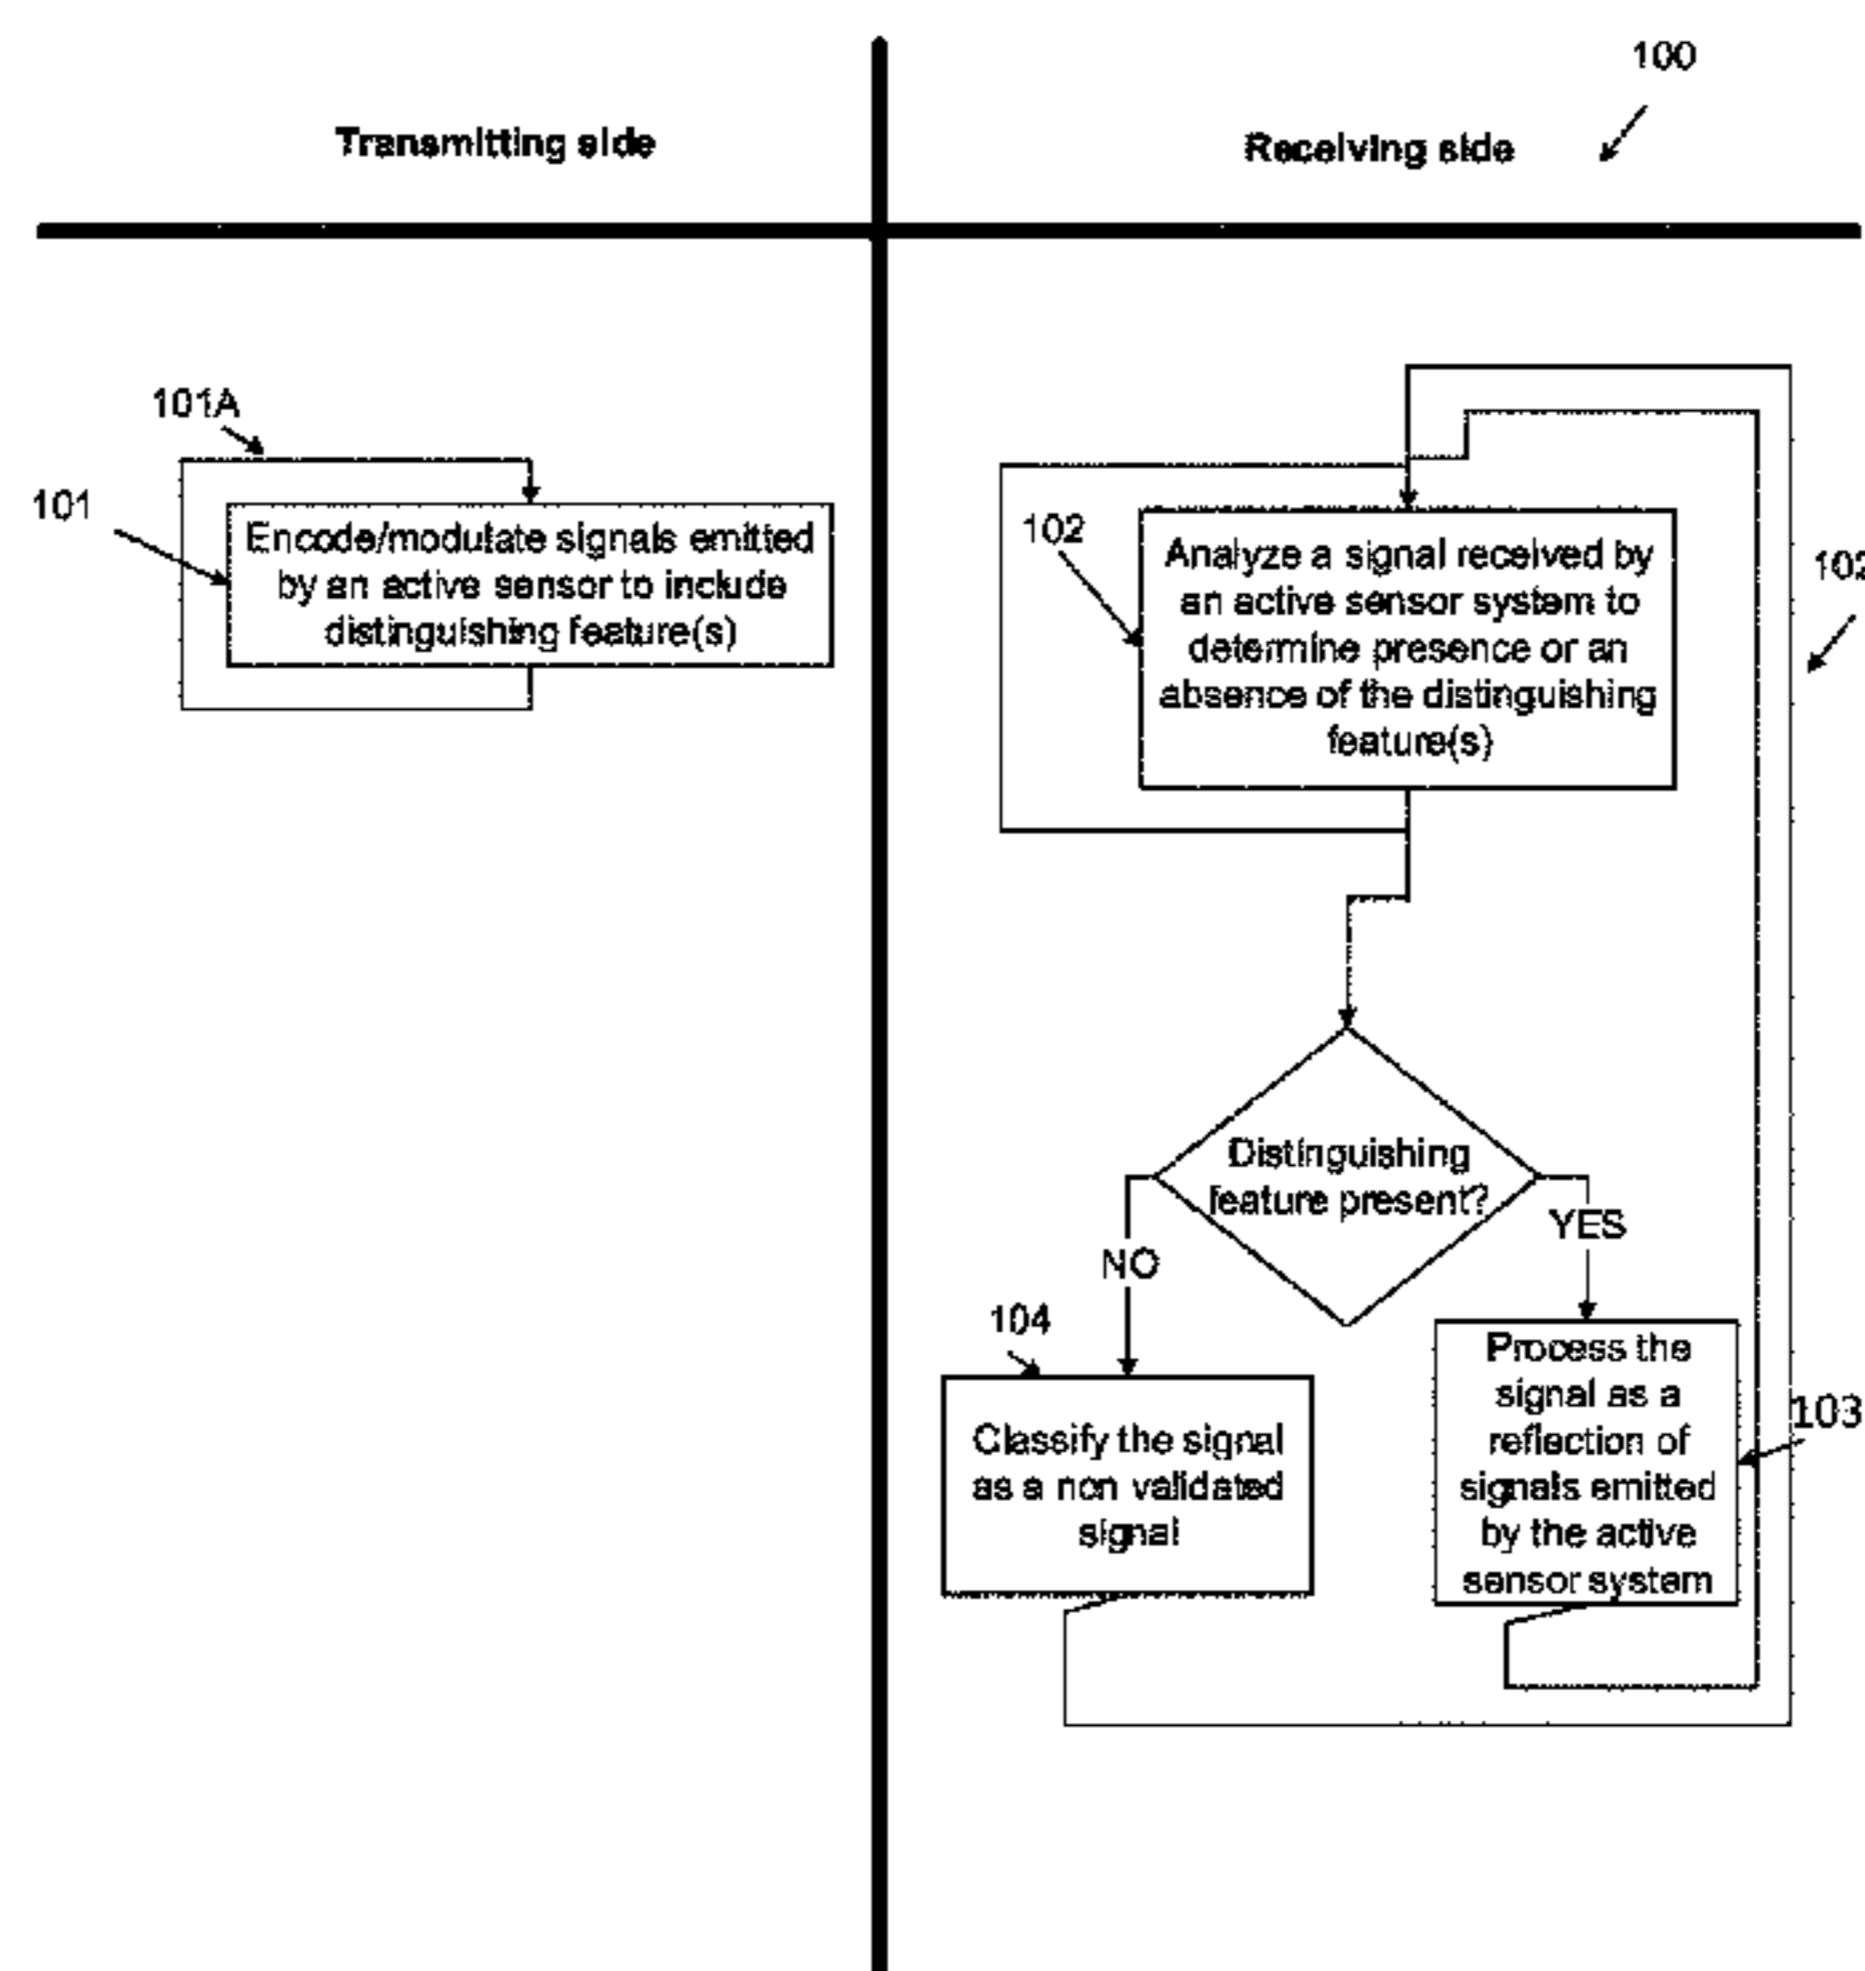 100
Transmitting side
Receiving side
101A
101
Encode/modulate signals emitted
by an active sensor to include
distinguishing feature(s)
102
Analyze a signal received by
an active sensor system to
determine presence or an
absence of the distinguishing
feature(s)
102
Distinguishing
feature present?
NO
YES
104
Classify the signal
as a non validated
signal
Process the
signal as a
reflection of
signals emitted
by the active
sensor system
103